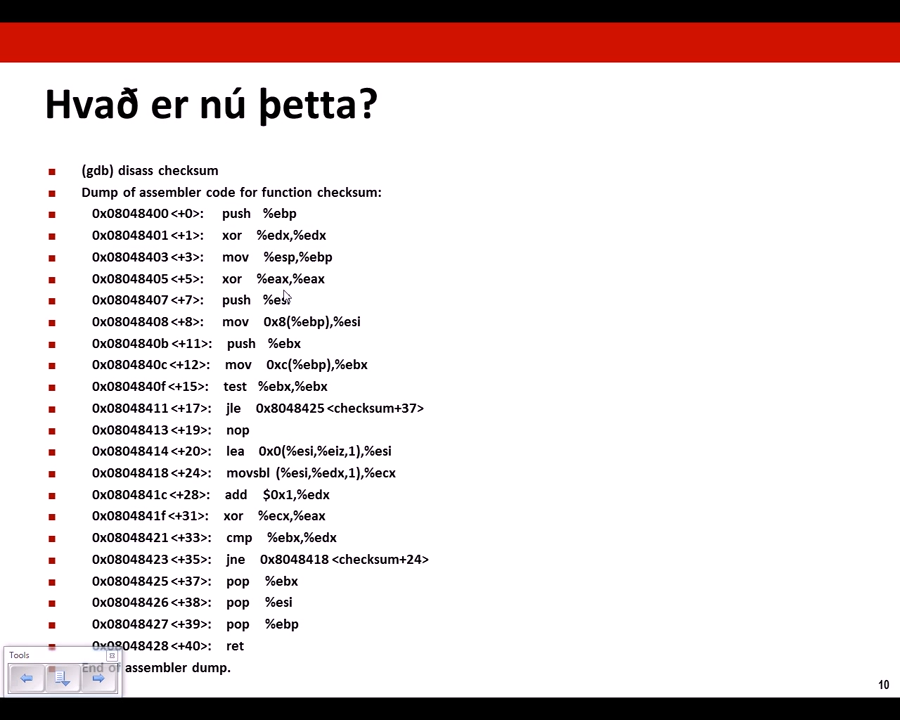 Hvað er nú þetta?
(gdb) disass checksum
Dump of assembler code for function checksum:
0x08048400 <+0>: push %ebp
0x08048401 <+1>: xor %edx,%edx
0x08048403 <+3>: mov %esp,%ebp
0x08048405 <+5>: xor %eax,%eax
0x08048407 <+7>: push %esi
0x08048408 <+8>: mov 0x8(%ebp),%esi
0x0804840b <+11>: push %ebx
0x0804840c <+12>: mov 0xc(%ebp),%ebx
0x0804840f <+15>: test %ebx,%ebx
0x08048411 <+17>: jle 0x8048425 <checksum+37>
0x08048413 <+19>: nop
0x08048414 <+20>: lea 0x0(%esi,%eiz,1),%esi
0x08048418 <+24>: movsbl (%esi,%edx,1),%ecx
0x0804841c <+28>: add $0x1,%edx
0x0804841f <+31>: xor %ecx,%eax
0x08048421 <+33>: cmp %ebx,%edx
0x08048423 <+35>: jne 0x8048418 <checksum+24>
0x08048425 <+37>: pop %ebx
0x08048426 <+38>: pop %esi
0x08048427 <+39>: pop %ebp
0x08048428 <+40>: ret
End of assembler dump.
Tools
10